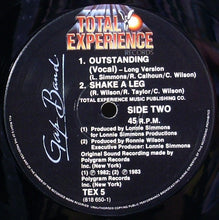 TOTAL
EXPERIENCE
RECORDS
Gap Band
1. OUTSTANDING
(Vocal) – Long Version
(L. Simmons/R. Calhoun/C. Wilson)
2. SHAKE A LEG
(R. Wilson/R. Taylor/C. Wilson)
TOTAL EXPERIENCE MUSIC PUBLISHING CO.
SIDE TWO
45 R.P.M.
(1) Produced by Lonnie Simmons
for Lonnie Simmons Productions
(2) Produced by Ronnie Wilson
Executive Producer: Lonnie Simmons
Original Sound Recording made by
Polygram Records
Inc. (New York)
(1) ℗ 1982; (2) ℗ 1983
Polygram Records
Inc. (New York)
TEX 5
(818 650-1)